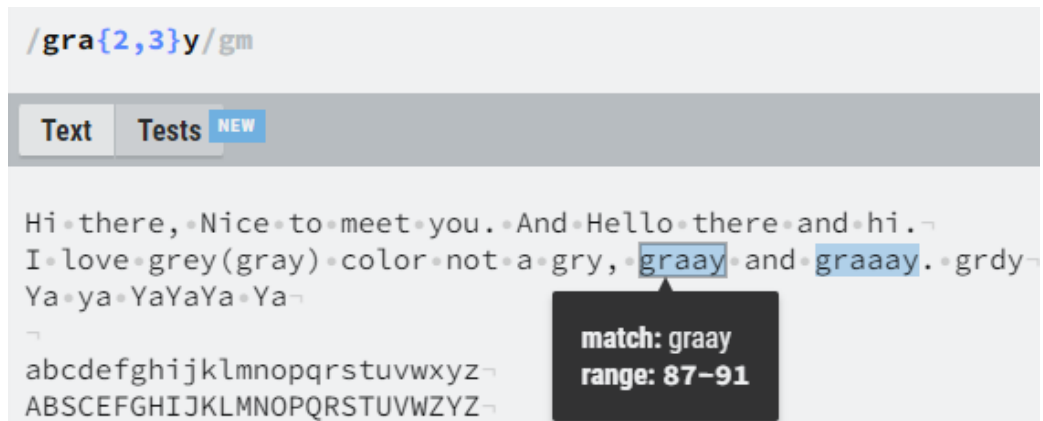 /gra{2,3}y/gm
Text Tests NEW
Hi there, Nice to meet you. And Hello there and hi.
I love grey(gray) color not a gry, graay and graaay. grdy
Ya ya YaYaYa Ya
match: graay
range: 87–91
abcdefghijklmnopqrstuvwxyz
ABSCEFGHIJKLMNOPQRSTUVWZYZ